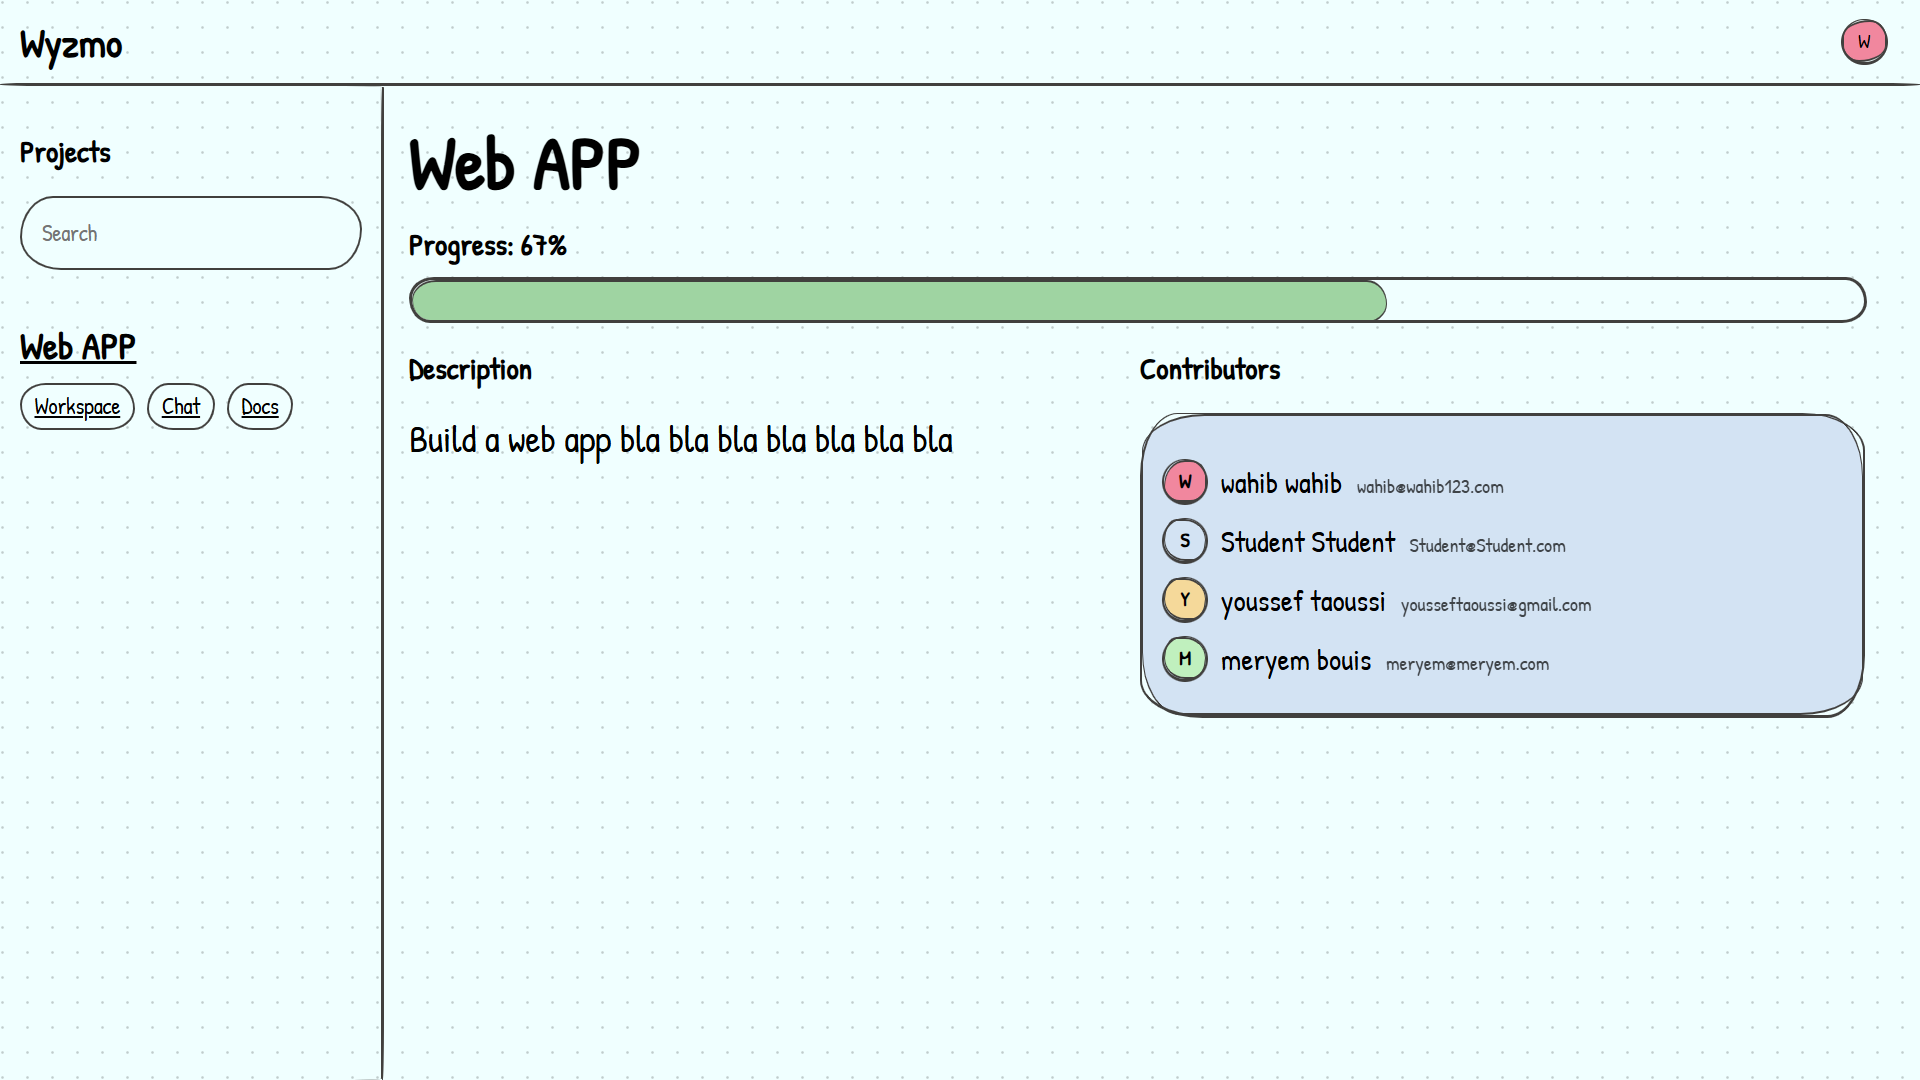 Wyzmo
W
Projects
Search
Web APP
Workspace Chat Docs
Web APP
Progress: 67%
Description
Build a web app bla bla bla bla bla bla bla
Contributors
W wahib wahib wahib@wahib123.com
S Student Student Student@Student.com
Y youssef taoussi yousseftaoussi@gmail.com
M meryem bouis meryem@meryem.com